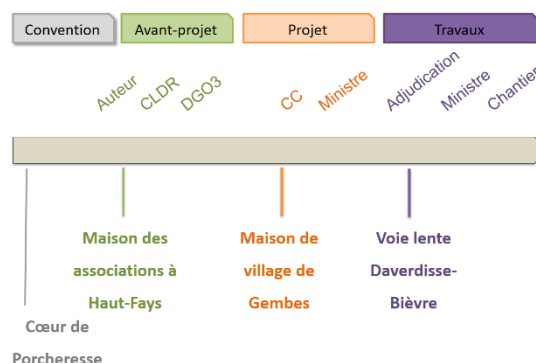 Convention
Avant-projet
Projet
Travaux
Auteur
CLDR
DGO3
CC
Ministre
Adjudication
Ministre
Chantier
Maison des
associations à
Haut-Fays
Maison de
village de
Gembes
Voie lente
Daverdisse-
Bièvre
Cœur de
Porcheresse